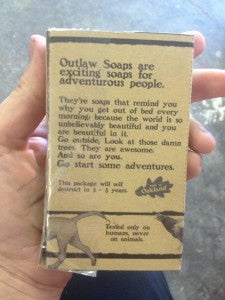 Outlaw Soaps are
exciting soaps for
adventurous people.
They're soaps that remind you
why you get out of bed every
morning: because the world is so
unbelievably beautiful and you
are beautiful in it.
Go outside, Look at those damn
trees. They are awesome.
And so are you.
Go start some adventures.
This package will self
destruct in 3 - 5 years.
Oakland
Tested only on
humans, never
on animals.